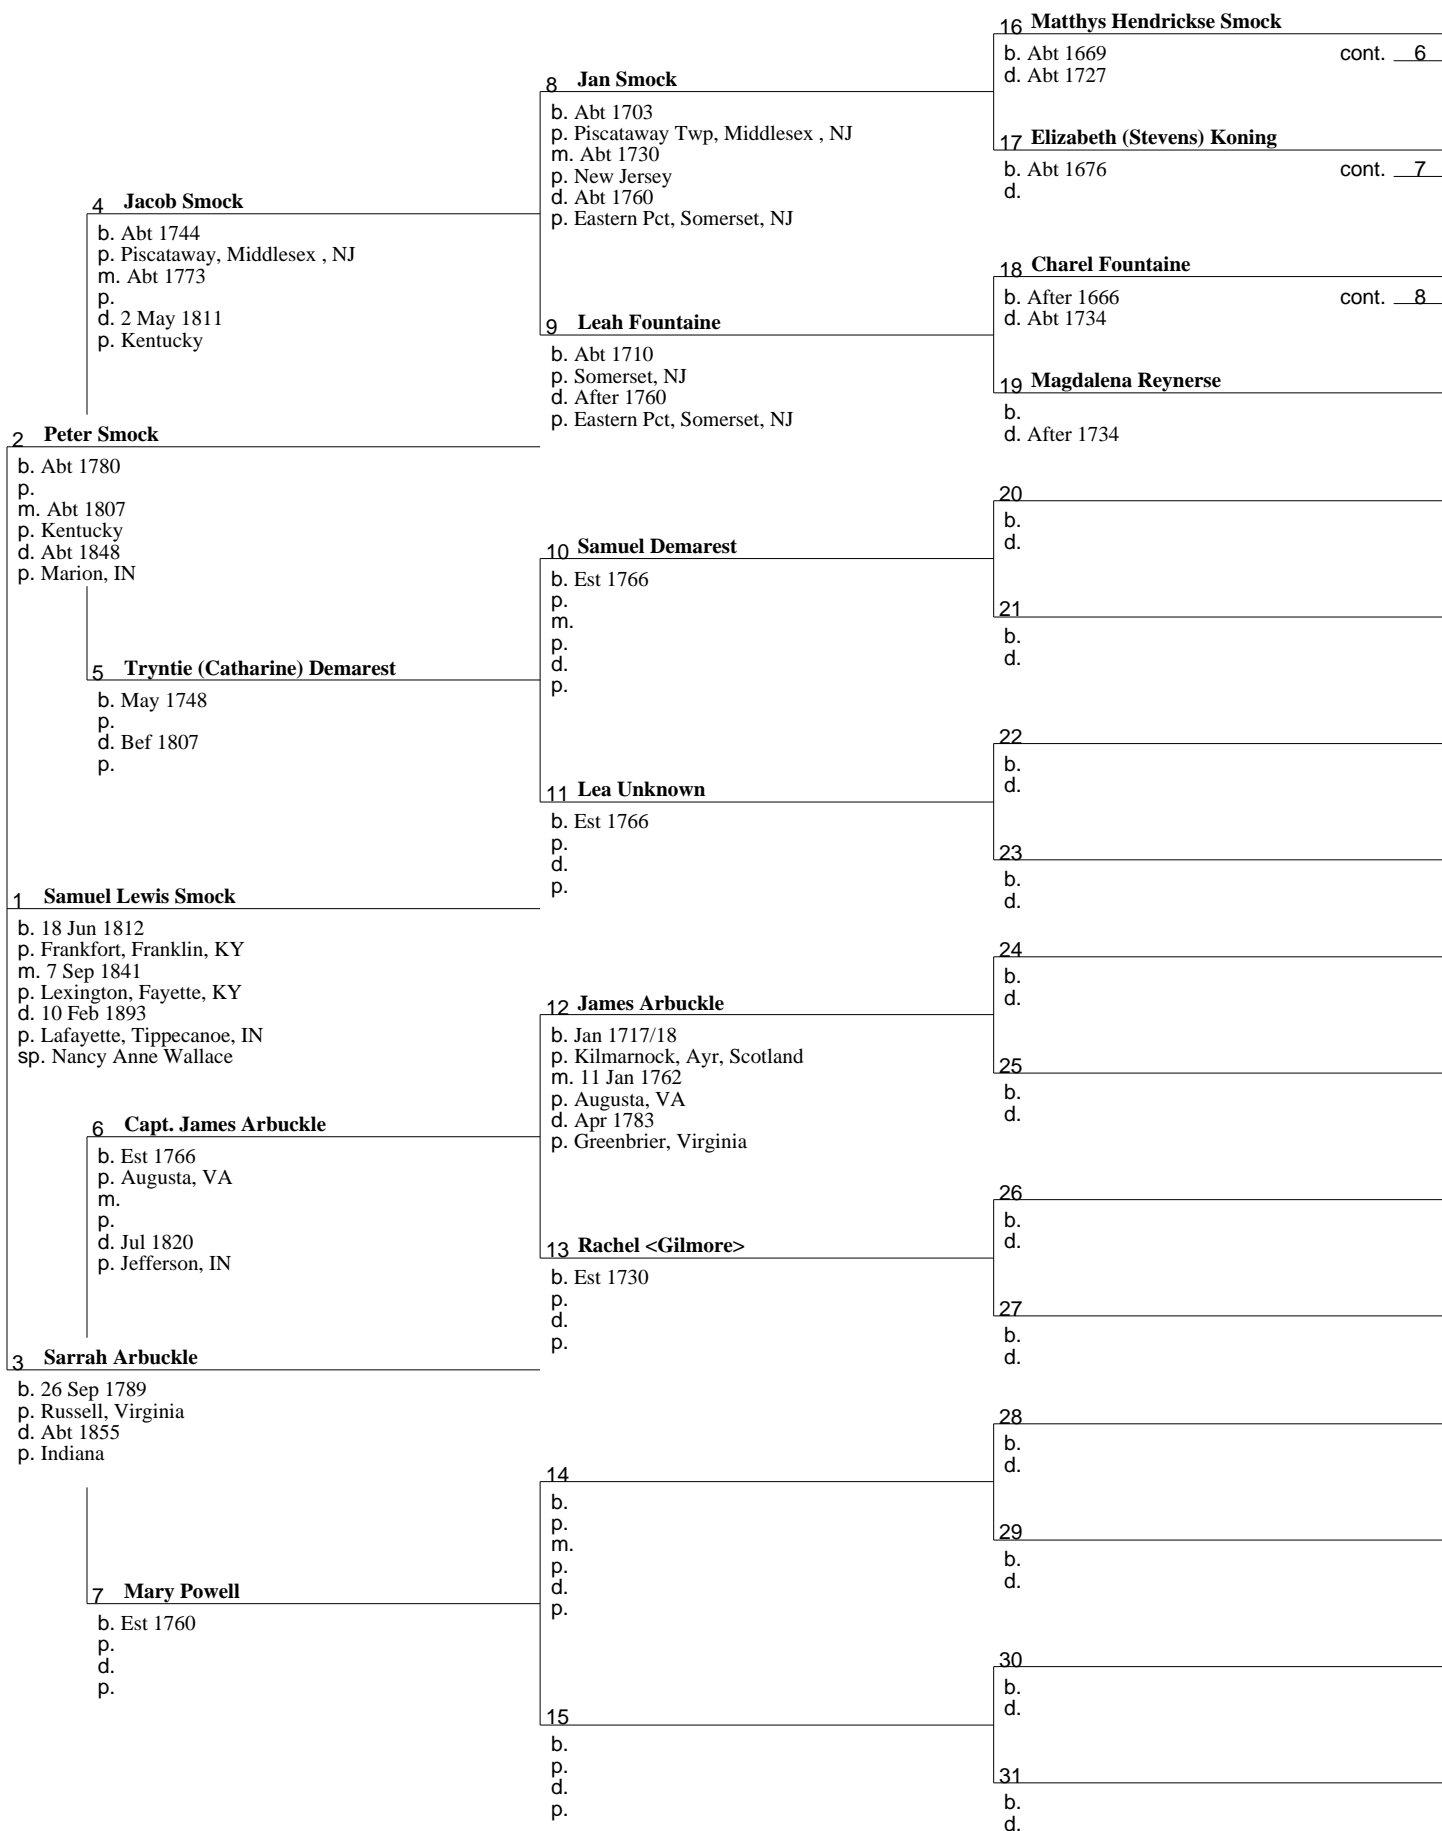 16 Matthys Hendrickse Smock
b. Abt 1669 cont. 6
d. Abt 1727
8 Jan Smock
b. Abt 1703
p. Piscataway Twp, Middlesex , NJ
m. Abt 1730
p. New Jersey
d. Abt 1760
p. Eastern Pct, Somerset, NJ
17 Elizabeth (Stevens) Koning
b. Abt 1676 cont. 7
d.
4 Jacob Smock
b. Abt 1744
p. Piscataway, Middlesex , NJ
m. Abt 1773
p.
d. 2 May 1811
p. Kentucky
18 Charel Fountaine
b. After 1666 cont. 8
d. Abt 1734
9 Leah Fountaine
b. Abt 1710
p. Somerset, NJ
d. After 1760
p. Eastern Pct, Somerset, NJ
19 Magdalena Reynerse
b.
d. After 1734
2 Peter Smock
b. Abt 1780
p.
m. Abt 1807
p. Kentucky
d. Abt 1848
p. Marion, IN
20
b.
d.
10 Samuel Demarest
b. Est 1766
p.
m.
p.
d.
p.
21
b.
d.
5 Tryntie (Catharine) Demarest
b. May 1748
p.
d. Bef 1807
p.
22
b.
d.
11 Lea Unknown
b. Est 1766
p.
d.
p.
23
b.
d.
1 Samuel Lewis Smock
b. 18 Jun 1812
p. Frankfort, Franklin, KY
m. 7 Sep 1841
p. Lexington, Fayette, KY
d. 10 Feb 1893
p. Lafayette, Tippecanoe, IN
sp. Nancy Anne Wallace
24
b.
d.
12 James Arbuckle
b. Jan 1717/18
p. Kilmarnock, Ayr, Scotland
m. 11 Jan 1762
p. Augusta, VA
d. Apr 1783
p. Greenbrier, Virginia
25
b.
d.
6 Capt. James Arbuckle
b. Est 1766
p. Augusta, VA
m.
p.
d. Jul 1820
p. Jefferson, IN
26
b.
d.
13 Rachel <Gilmore>
b. Est 1730
p.
d.
p.
27
b.
d.
3 Sarrah Arbuckle
b. 26 Sep 1789
p. Russell, Virginia
d. Abt 1855
p. Indiana
28
b.
d.
14
b.
p.
m.
p.
d.
p.
29
b.
d.
7 Mary Powell
b. Est 1760
p.
d.
p.
30
b.
d.
15
b.
p.
d.
p.
31
b.
d.